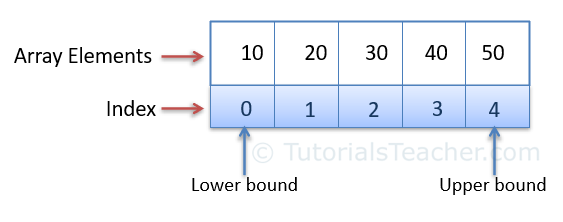 Array Elements 10 20 30 40 50
Index 0 1 2 3 4
© TutorialsTeacher.com
Lower bound Upper bound